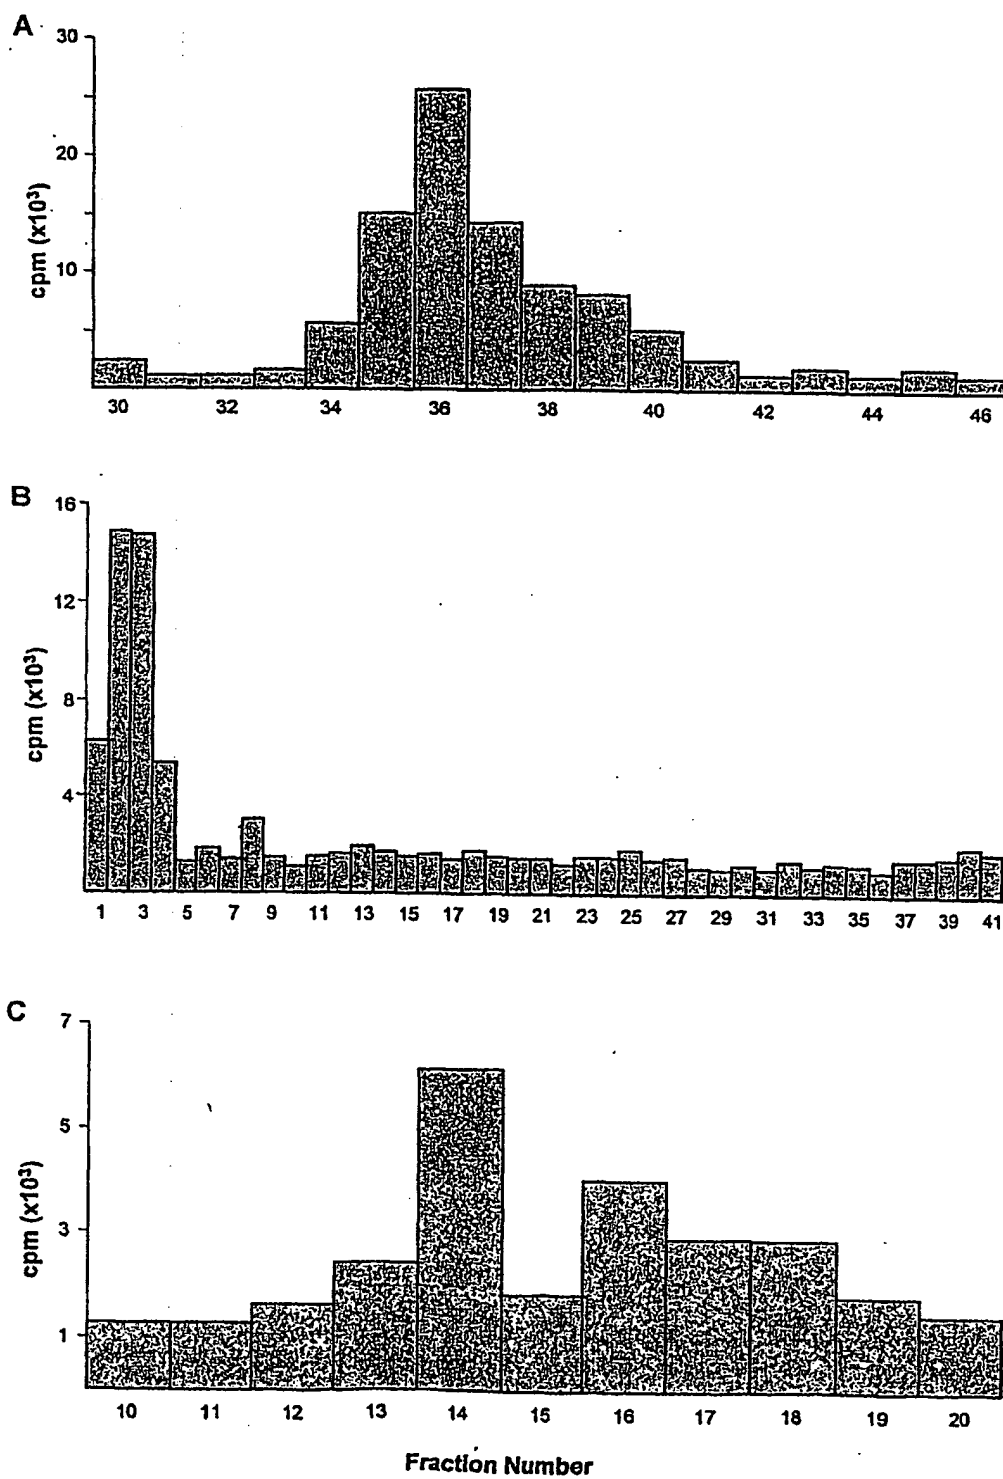 A
30
20
10
cpm (x10³)
30 32 34 36 38 40 42 44 46
B
16
12
8
4
cpm (x10³)
1 3 5 7 9 11 13 15 17 19 21 23 25 27 29 31 33 35 37 39 41
C
7
5
3
1
cpm (x10³)
10 11 12 13 14 15 16 17 18 19 20
Fraction Number